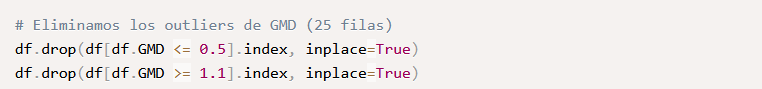 # Eliminamos los outliers de GMD (25 filas)
df.drop(df[df.GMD <= 0.5].index, inplace=True)
df.drop(df[df.GMD >= 1.1].index, inplace=True)